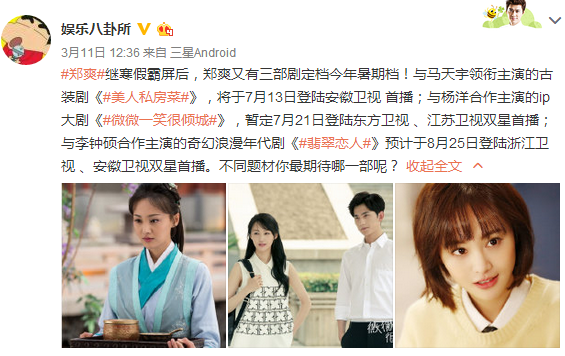 娱乐八卦所
3月11日 12:36 来自 三星Android
#郑爽#继寒假霸屏后，郑爽又有三部剧定档今年暑期档！与马天宇领衔主演的古
装剧《#美人私房菜#》，将于7月13日登陆安徽卫视 首播；与杨洋合作主演的ip
大剧《#微微一笑很倾城#》，暂定7月21日登陆东方卫视 、江苏卫视双星首播；
与李钟硕合作主演的奇幻浪漫年代剧《#翡翠恋人#》预计于8月25日登陆浙江卫
视 、安徽卫视双星首播。不同题材你最期待哪一部呢？ 收起全文